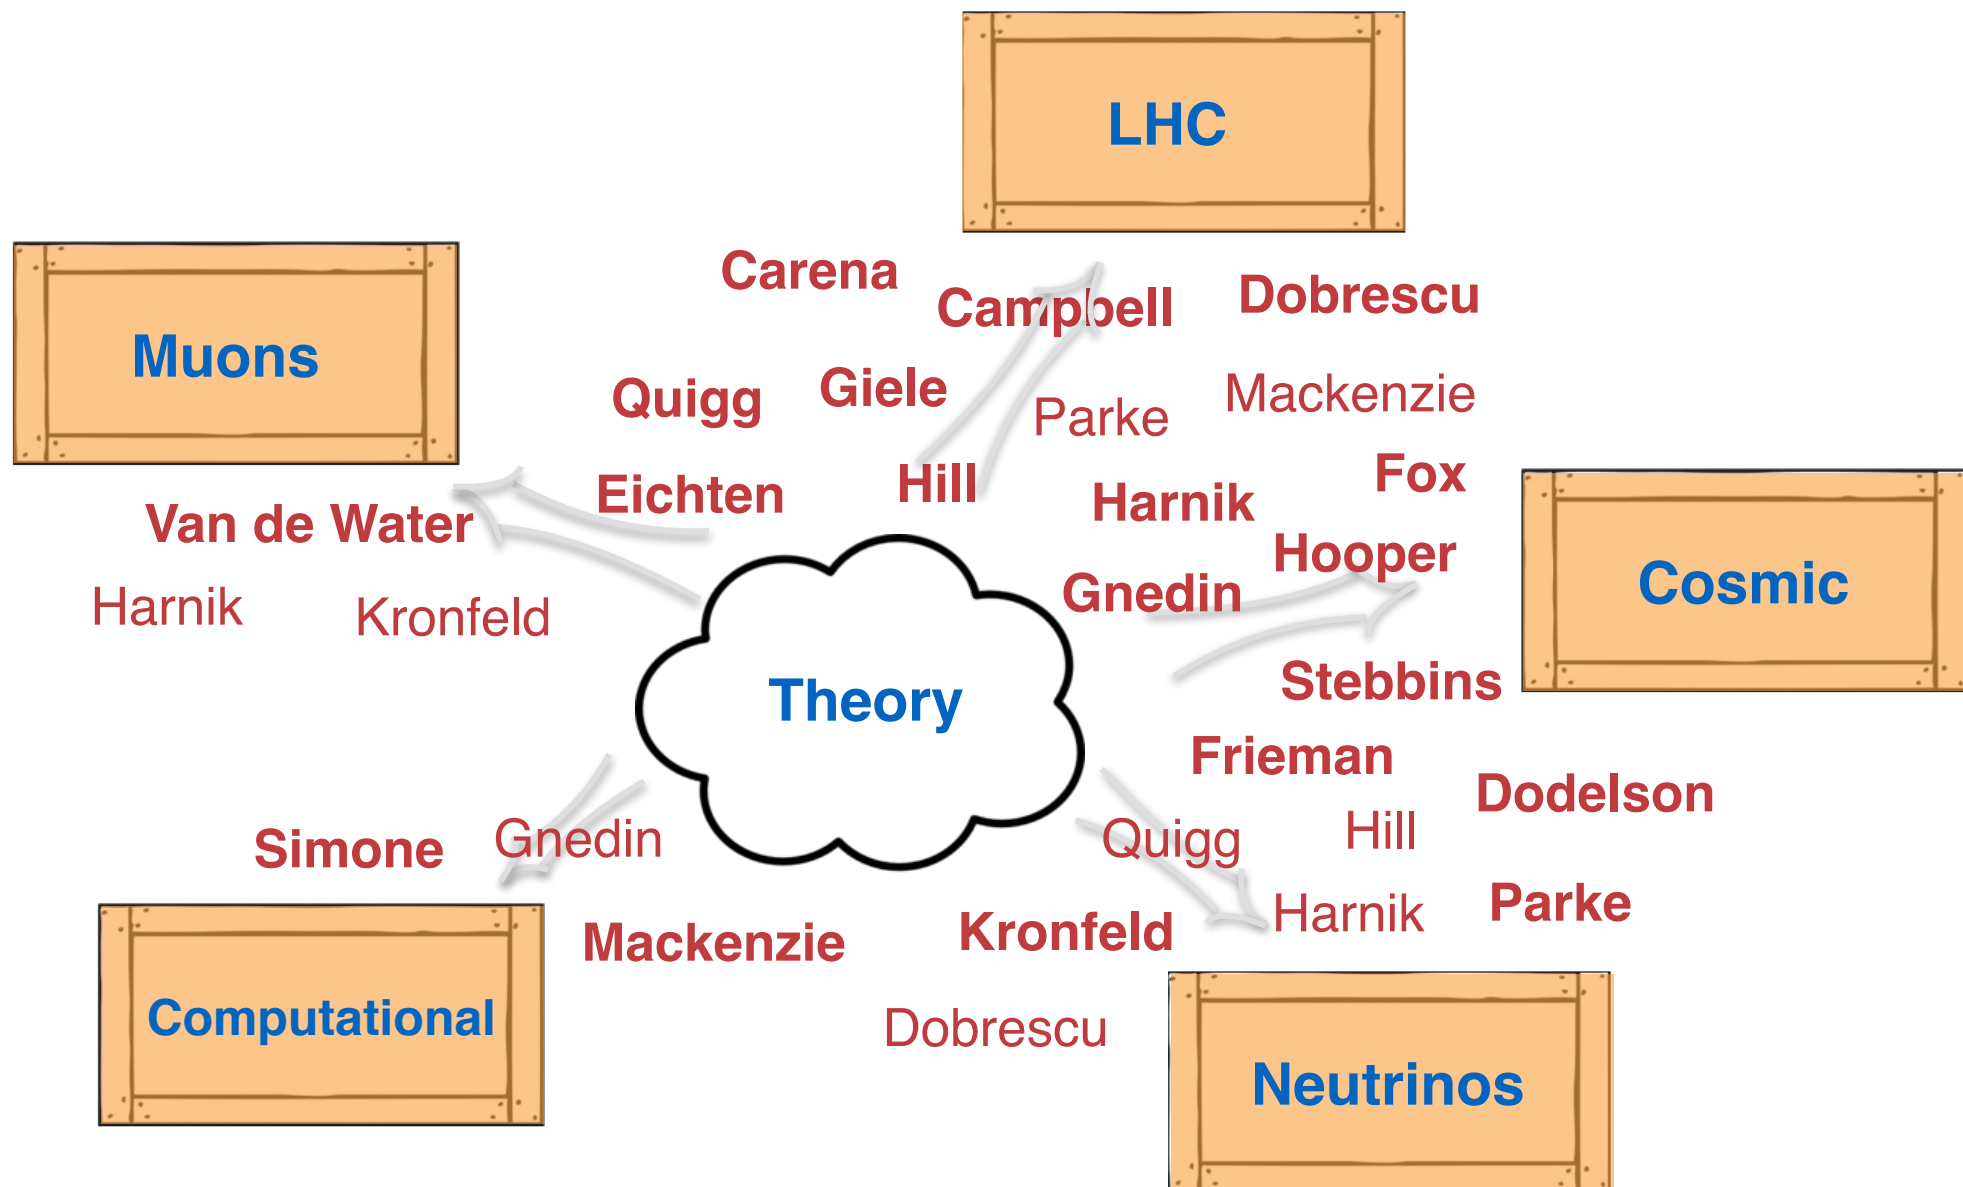 LHC
Carena
Campbell
Dobrescu
Muons
Quigg
Giele
Parke
Mackenzie
Eichten
Hill
Harnik
Fox
Van de Water
Hooper
Cosmic
Harnik
Kronfeld
Gnedin
Theory
Stebbins
Frieman
Dodelson
Simone
Gnedin
Quigg
Hill
Harnik
Parke
Mackenzie
Kronfeld
Computational
Dobrescu
Neutrinos